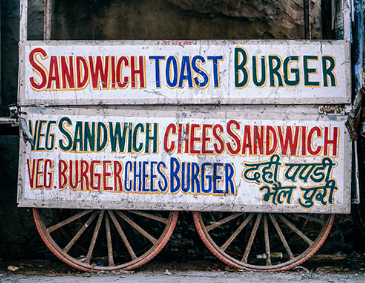 SANDWICH TOAST BURGER
VEG. SANDWICH CHEES SANDWICH
VEG. BURGER CHEES BURGER दही पपडी
भेल पुरी